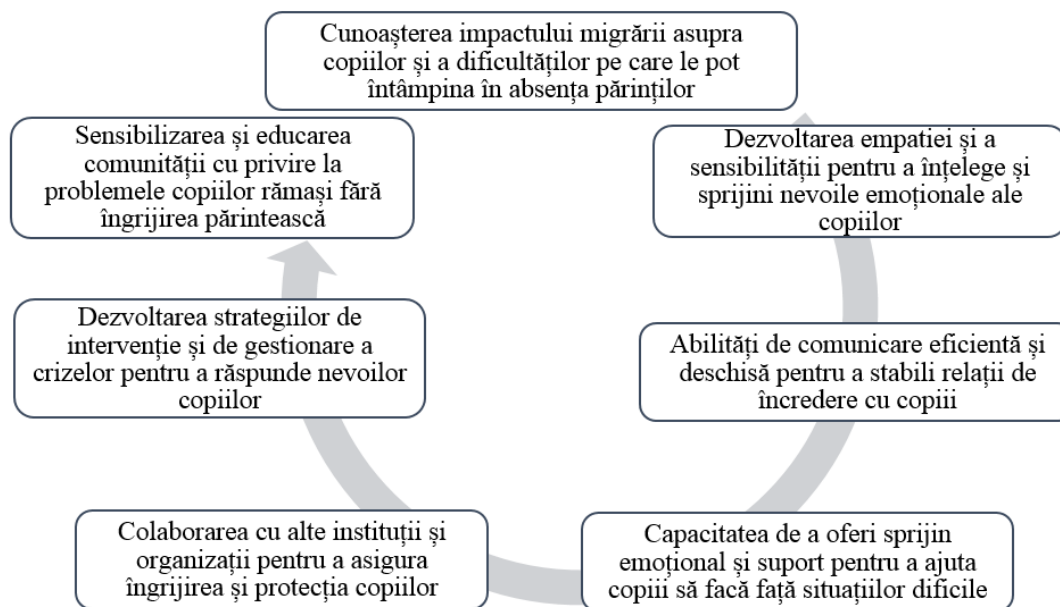 Cunoașterea impactului migrării asupra
copiilor și a dificultăților pe care le pot
întâmpina în absența părinților
Dezvoltarea empatiei și a
sensibilității pentru a înțelege și
sprijini nevoile emoționale ale
copiilor
Abilități de comunicare eficientă și
deschisă pentru a stabili relații de
încredere cu copiii
Capacitatea de a oferi sprijin
emoțional și suport pentru a ajuta
copiii să facă față situațiilor dificile
Colaborarea cu alte instituții și
organizații pentru a asigura
îngrijirea și protecția copiilor
Dezvoltarea strategiilor de
intervenție și de gestionare a
crizelor pentru a răspunde nevoilor
copiilor
Sensibilizarea și educarea
comunității cu privire la
problemele copiilor rămași fără
îngrijirea părintească